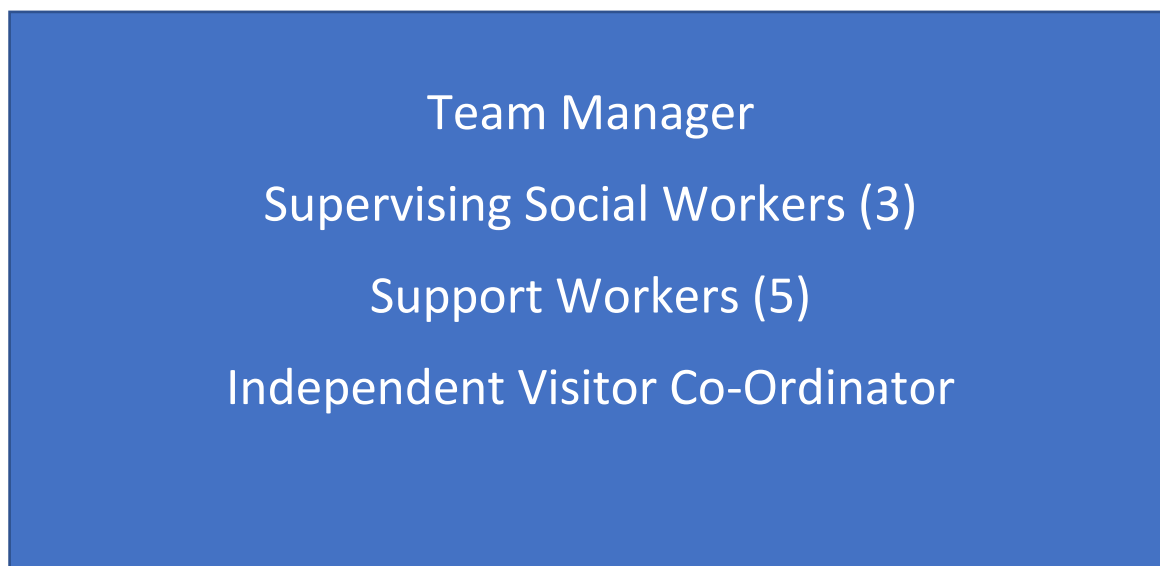 Team Manager
Supervising Social Workers (3)
Support Workers (5)
Independent Visitor Co-Ordinator